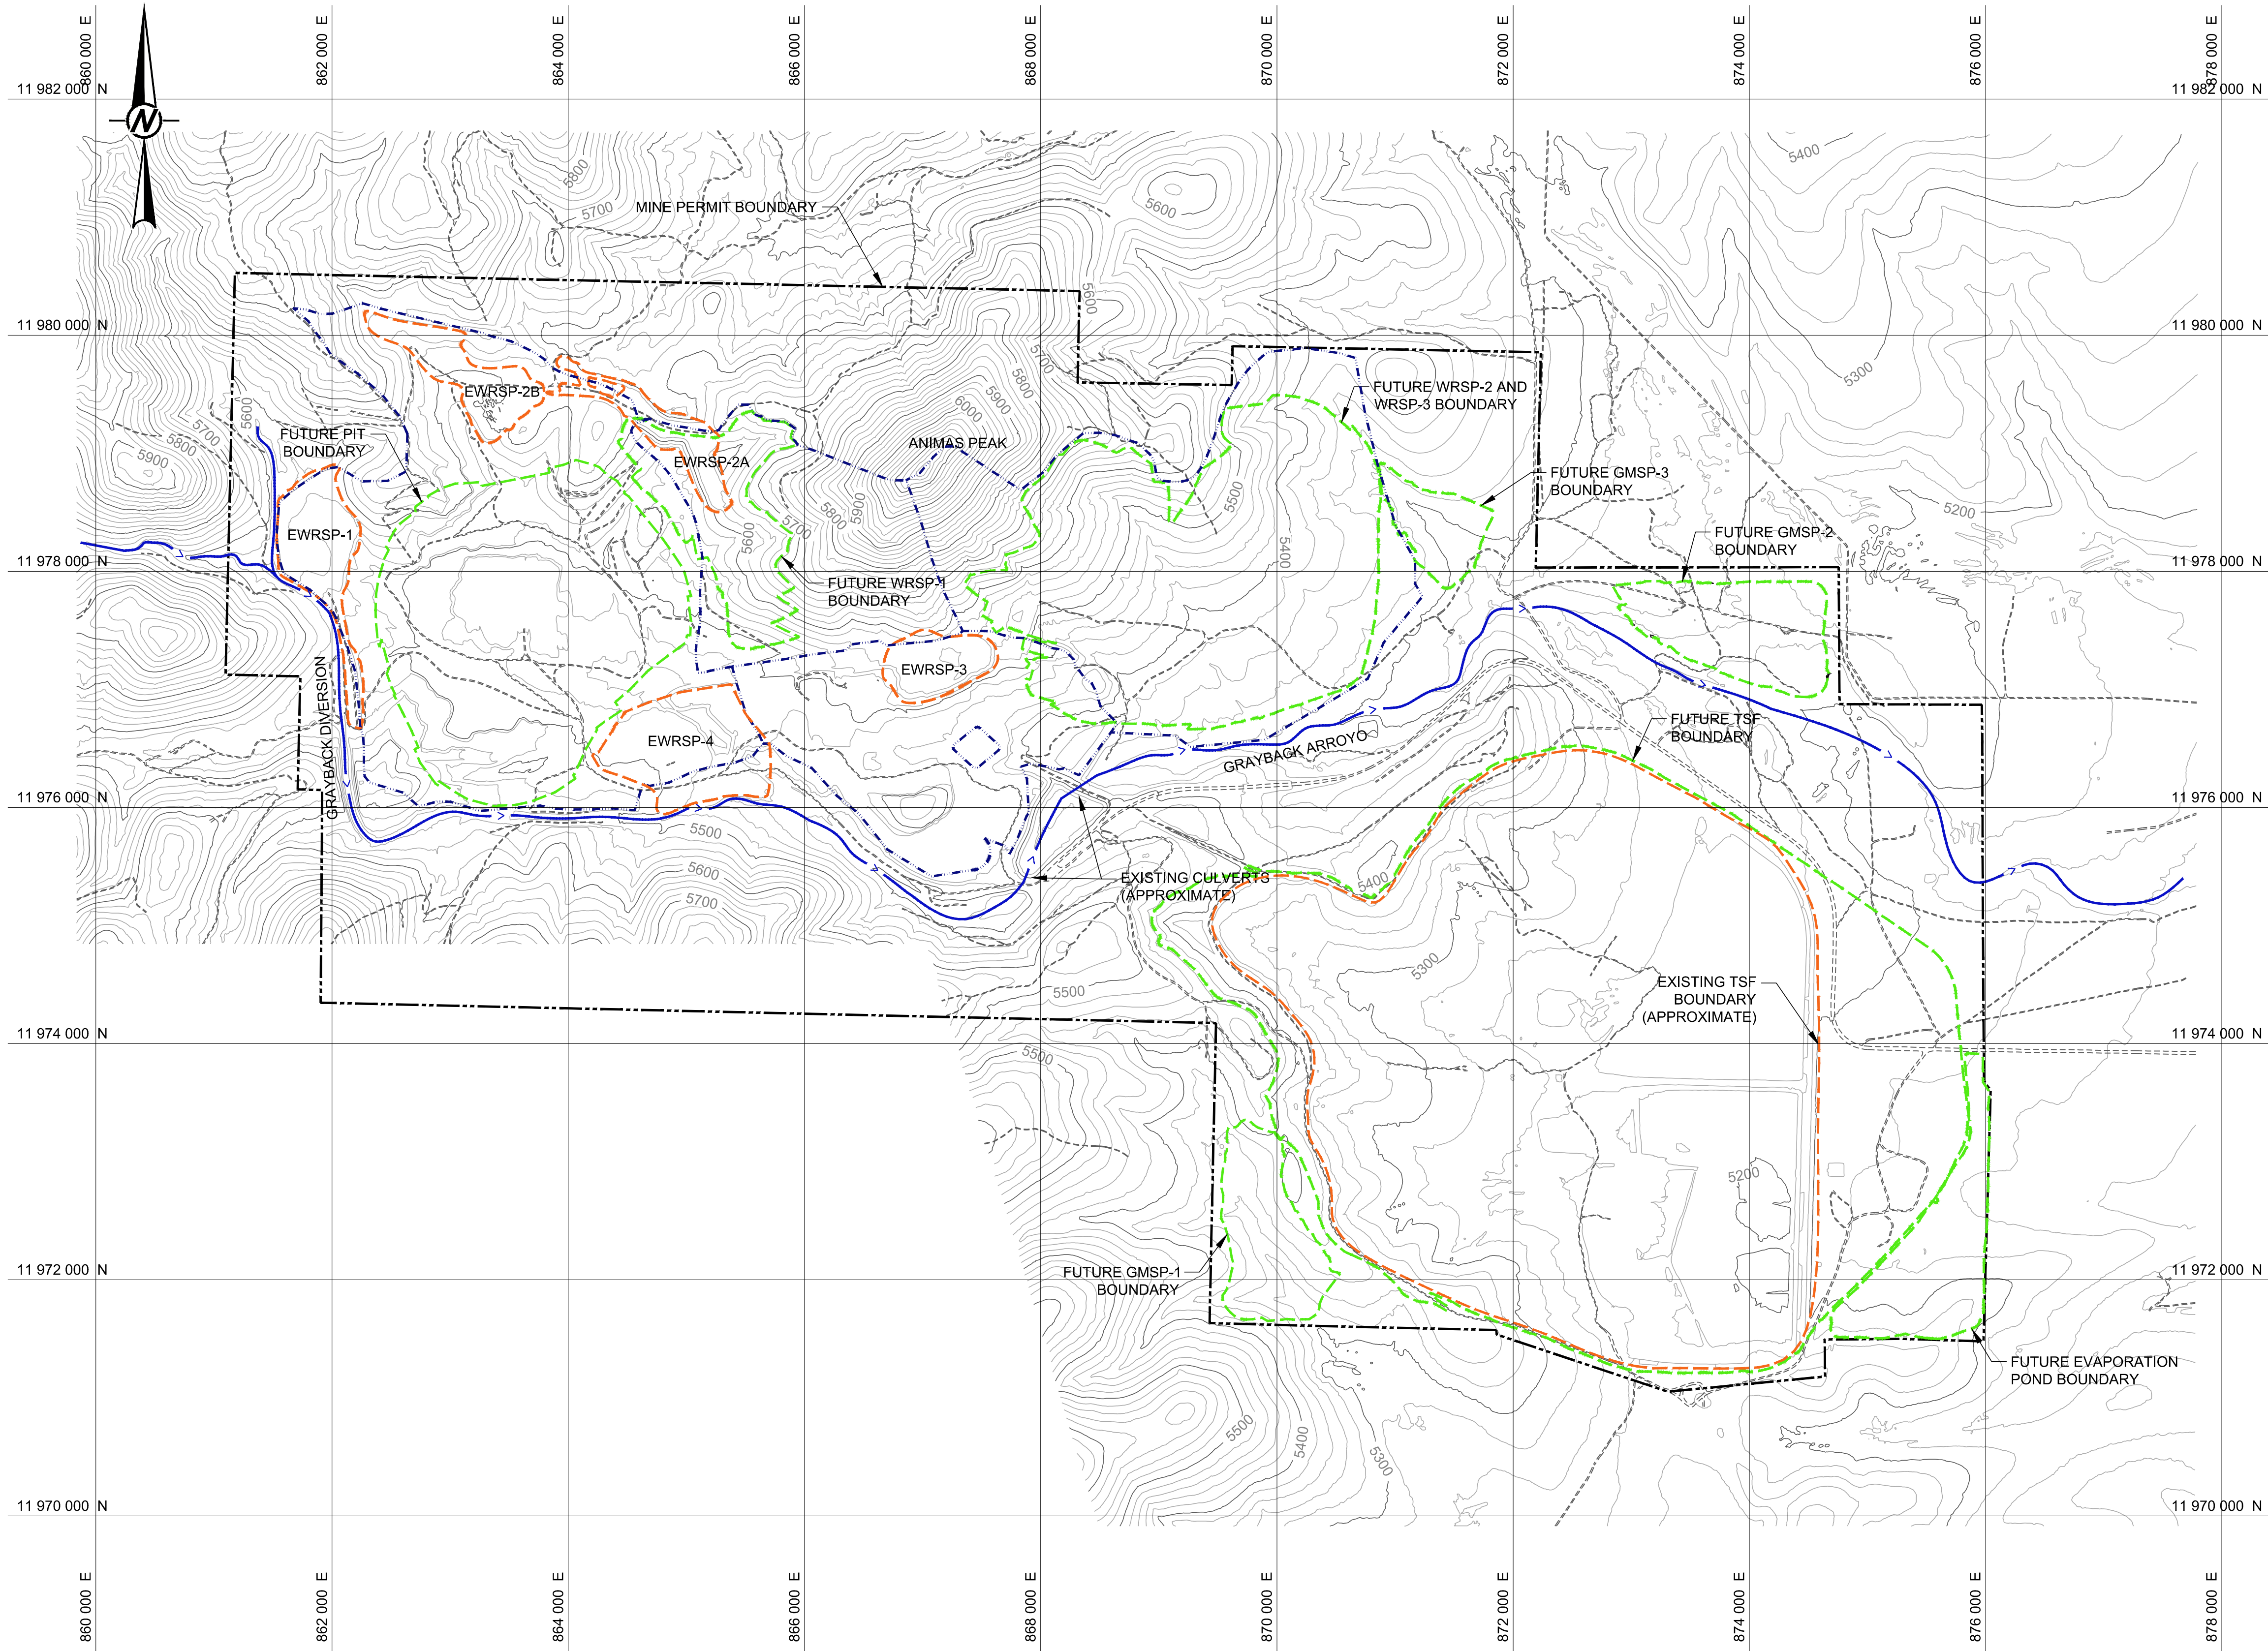 860 000 E
862 000 E
864 000 E
866 000 E
868 000 E
870 000 E
872 000 E
874 000 E
876 000 E
878 000 E
11 982 000 N
11 982 000 N
N
5800
5400
5700
MINE PERMIT BOUNDARY
5600
5600
11 980 000 N
11 980 000 N
5700
5800
5900
6000
5300
FUTURE WRSP-2 AND
WRSP-3 BOUNDARY
EWRSP-2B
5600
5700
5800
5900
FUTURE PIT
BOUNDARY
ANIMAS PEAK
EWRSP-2A
FUTURE GMSP-3
BOUNDARY
5500
5900
5800
5700
5600
5200
EWRSP-1
FUTURE GMSP-2
BOUNDARY
5400
11 978 000 N
11 978 000 N
FUTURE WRSP-1
BOUNDARY
EWRSP-3
GRAYBACK DIVERSION
EWRSP-4
FUTURE TSF
BOUNDARY
GRAYBACK ARROYO
11 976 000 N
11 976 000 N
5500
5600
5700
EXISTING CULVERTS
(APPROXIMATE)
5400
5300
5500
EXISTING TSF
BOUNDARY
(APPROXIMATE)
11 974 000 N
11 974 000 N
5500
5200
FUTURE GMSP-1
BOUNDARY
11 972 000 N
11 972 000 N
FUTURE EVAPORATION
POND BOUNDARY
5500
5400
5300
11 970 000 N
11 970 000 N
860 000 E
862 000 E
864 000 E
866 000 E
868 000 E
870 000 E
872 000 E
874 000 E
876 000 E
878 000 E